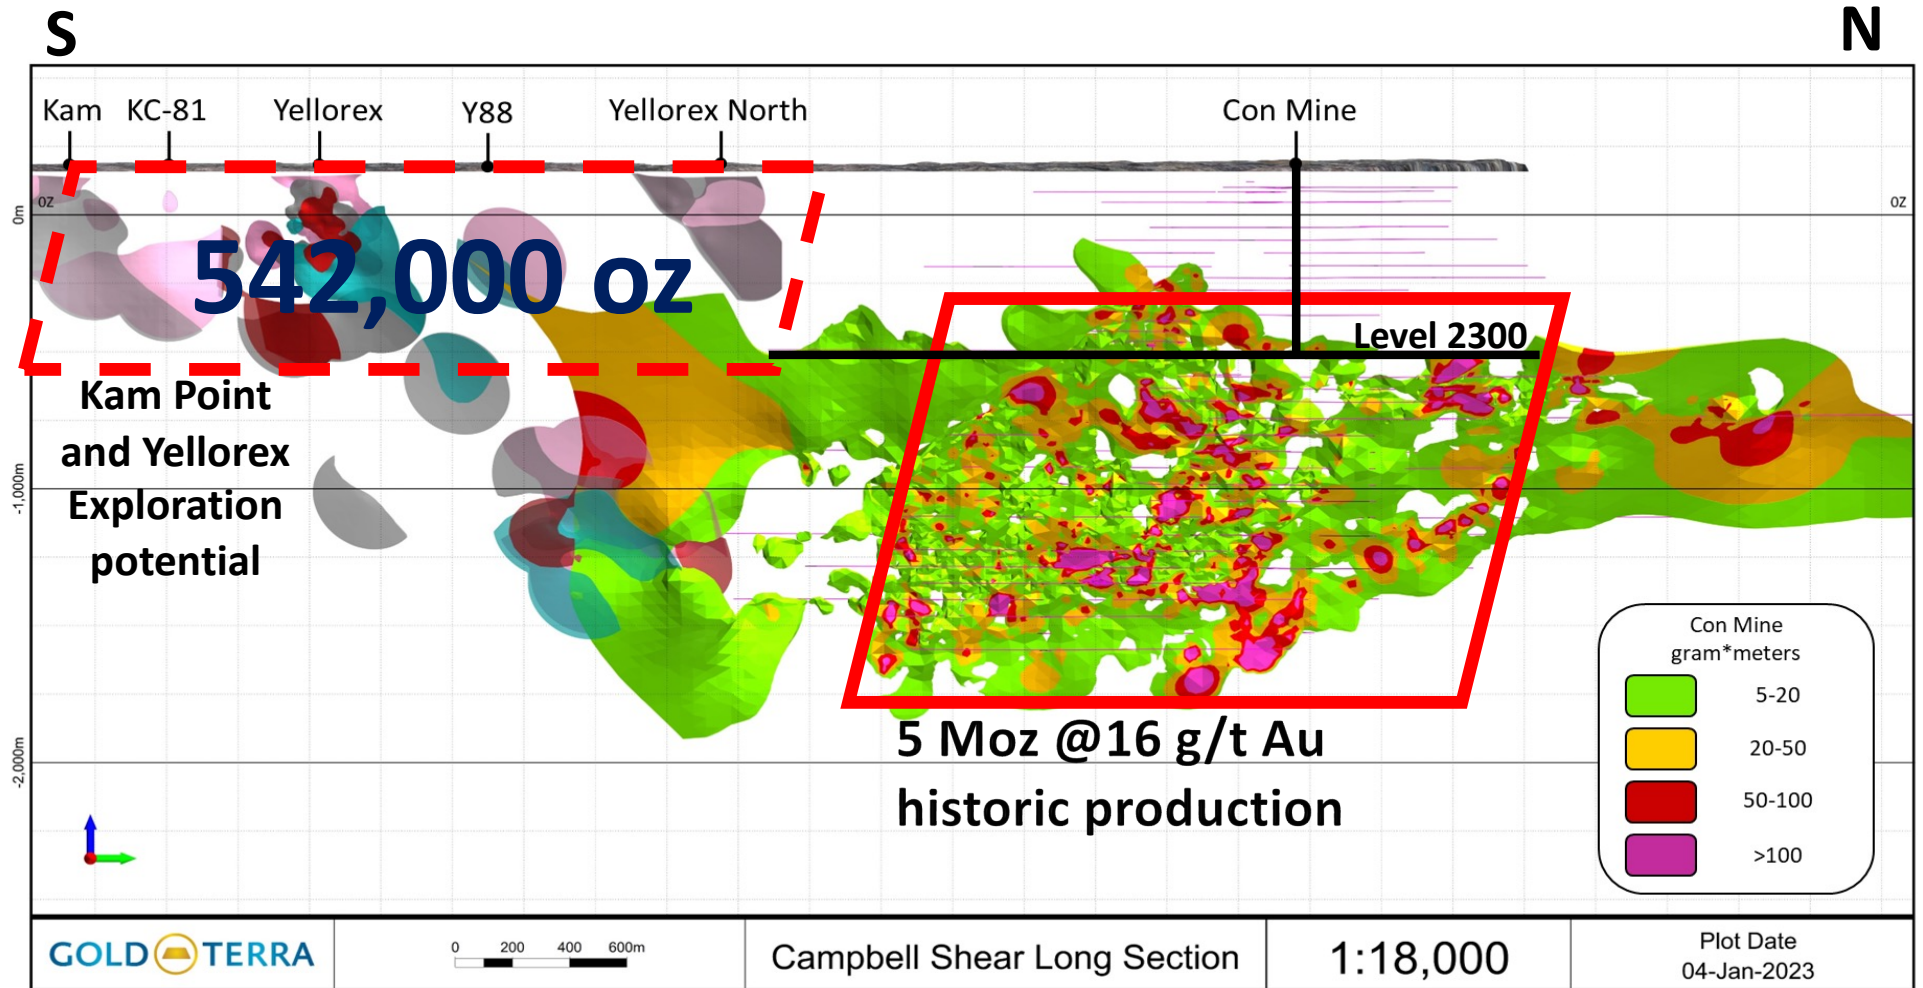 S
N
Kam
KC-81
Yellorex
Y88
Yellorex North
Con Mine
0m
OZ
OZ
542,000 oz
Level 2300
Kam Point
and Yellorex
Exploration
potential
-1,000m
-2,000m
5 Moz @16 g/t Au
historic production
Con Mine
gram*meters
5-20
20-50
50-100
>100
GOLD TERRA
0 200 400 600m
Campbell Shear Long Section
1:18,000
Plot Date
04-Jan-2023